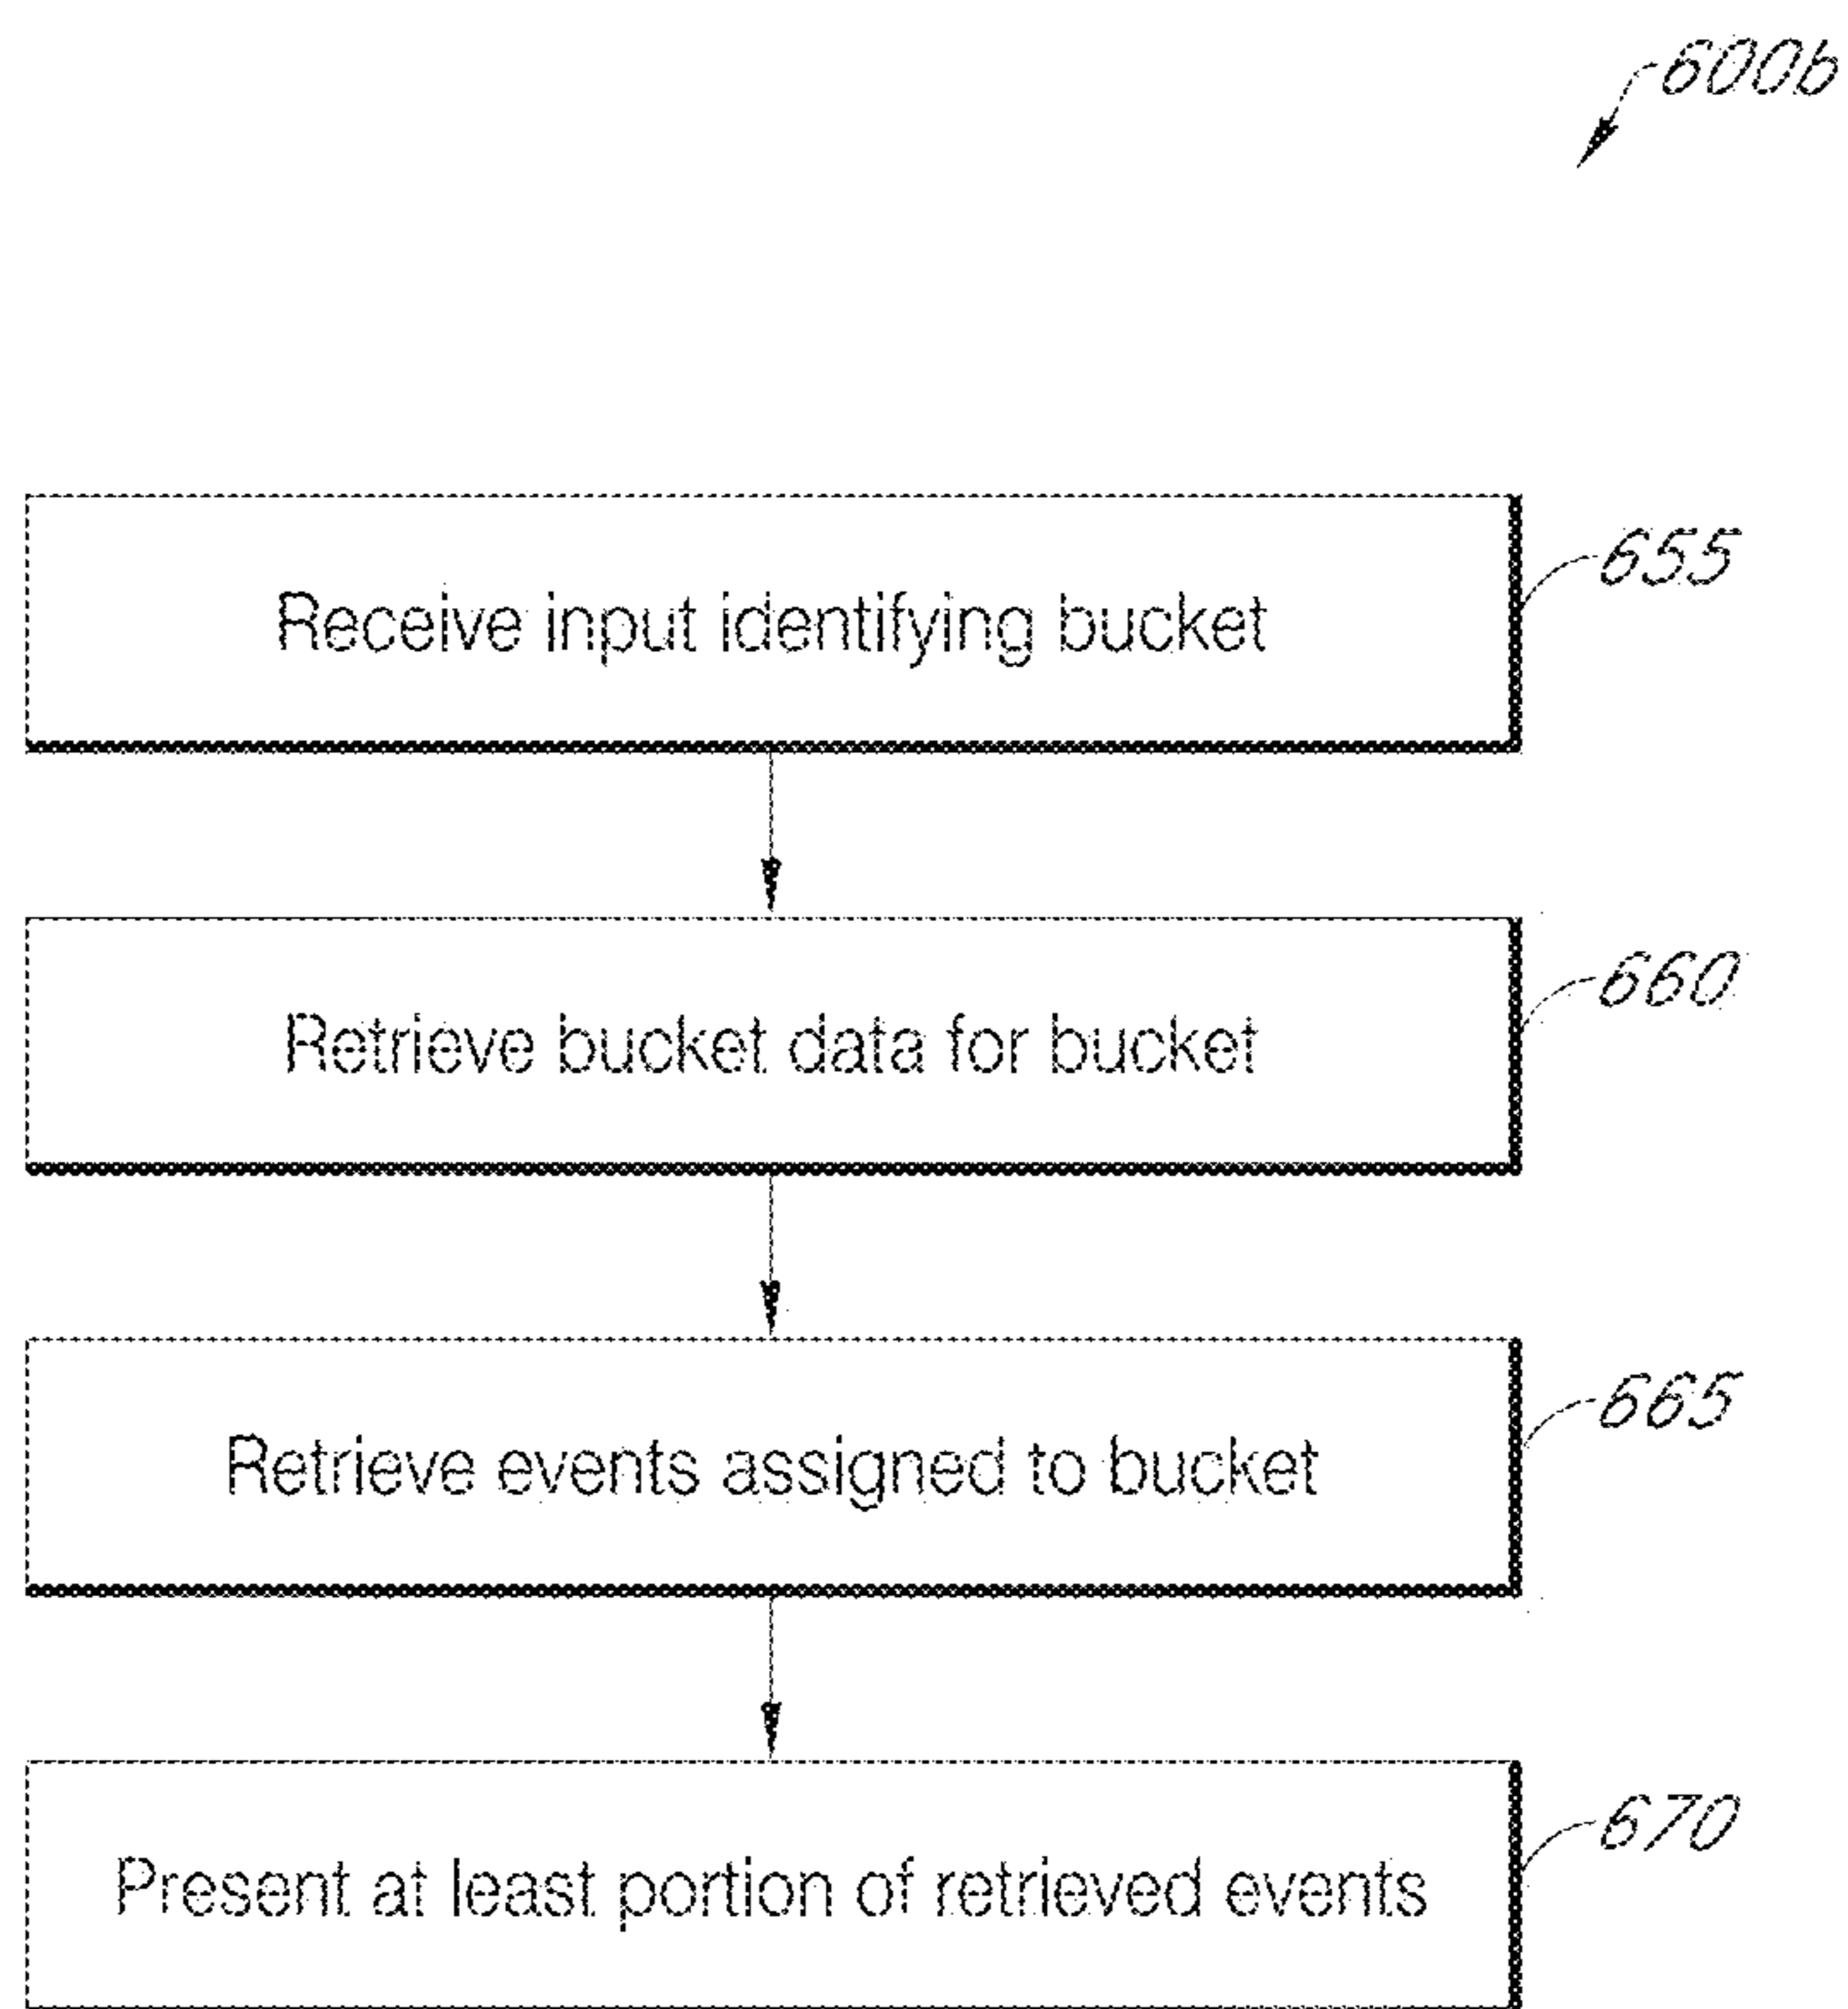 600b
Receive input identifying bucket
655
Retrieve bucket data for bucket
660
Retrieve events assigned to bucket
665
Present at least portion of retrieved events
670